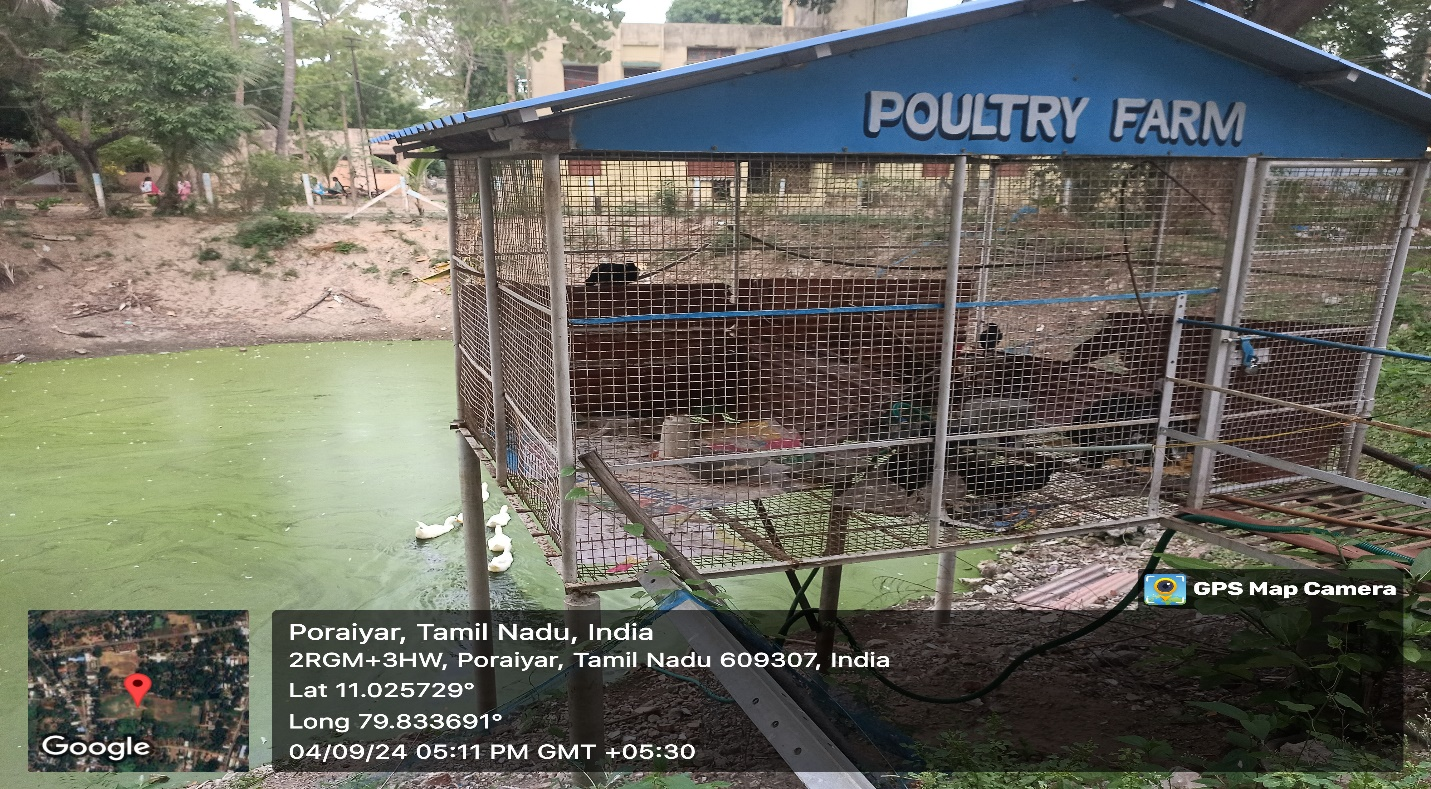 POULTRY FARM
GPS Map Camera
Poraiyar, Tamil Nadu, India
2RGM+3HW, Poraiyar, Tamil Nadu 609307, India
Lat 11.025729°
Long 79.833691°
04/09/24 05:11 PM GMT +05:30
Google